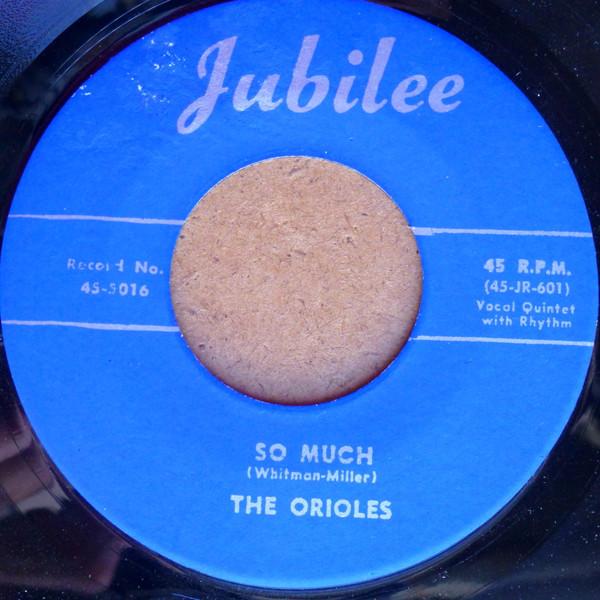 Jubilee
Record No.
45-5016
45 R.P.M.
(45-JR-601)
Vocal Quintet
with Rhythm
SO MUCH
(Whitman-Miller)
THE ORIOLES